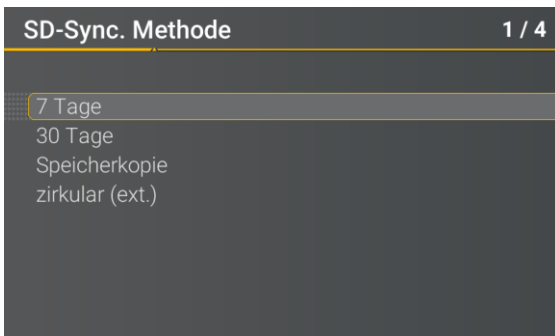 SD-Sync. Methode 1 / 4
7 Tage
30 Tage
Speicherkopie
zirkular (ext.)